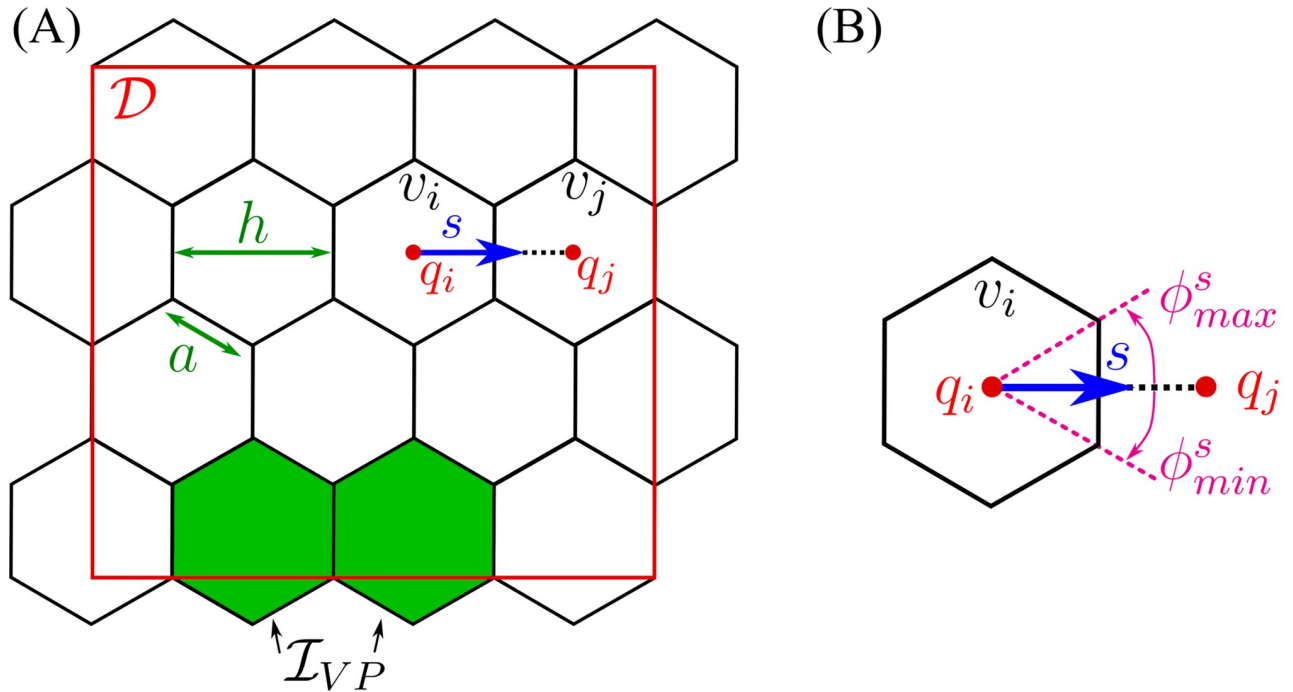 (A)
(B)
𝒟
v_i
v_j
h
s
q_i
q_j
a
ℐ_{VP}
v_i
ϕ^s_{max}
s
q_i
q_j
ϕ^s_{min}